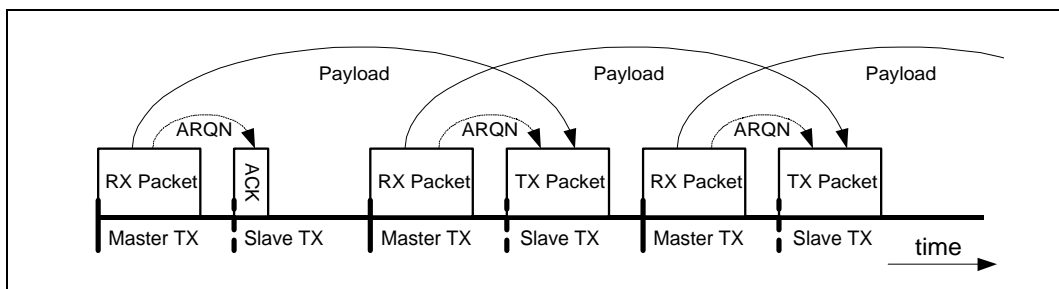 Payload Payload Payload
ARQN ARQN ARQN
RX Packet ACK RX Packet TX Packet RX Packet TX Packet
Master TX Slave TX Master TX Slave TX Master TX Slave TX
time